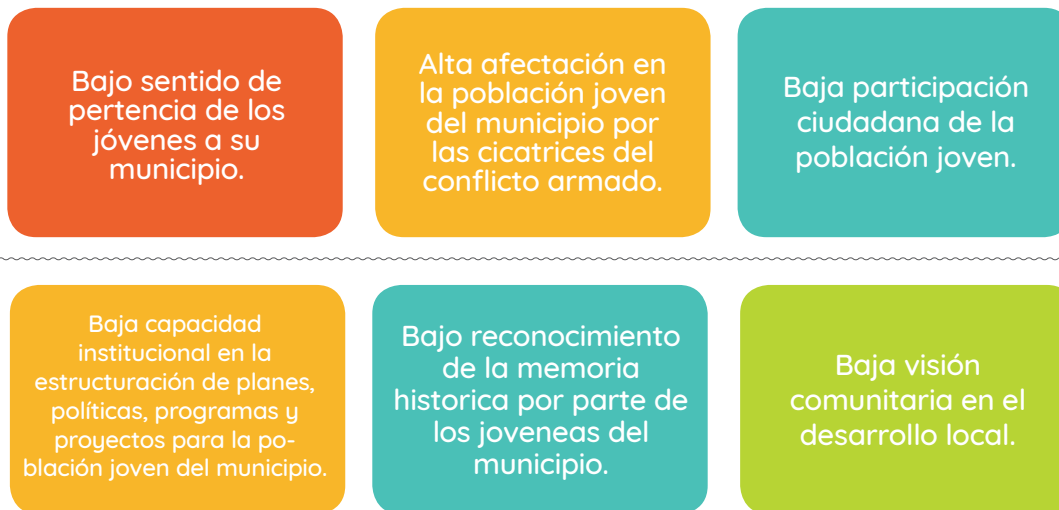 Bajo sentido de
pertencia de los
jóvenes a su
municipio.
Alta afectación en
la población joven
del municipio por
las cicatrices del
conflicto armado.
Baja participación
ciudadana de la
población joven.
Baja capacidad
institucional en la
estructuración de planes,
políticas, programas y
proyectos para la po-
blación joven del municipio.
Bajo reconocimiento
de la memoria
historica por parte de
los joveneas del
municipio.
Baja visión
comunitaria en el
desarrollo local.